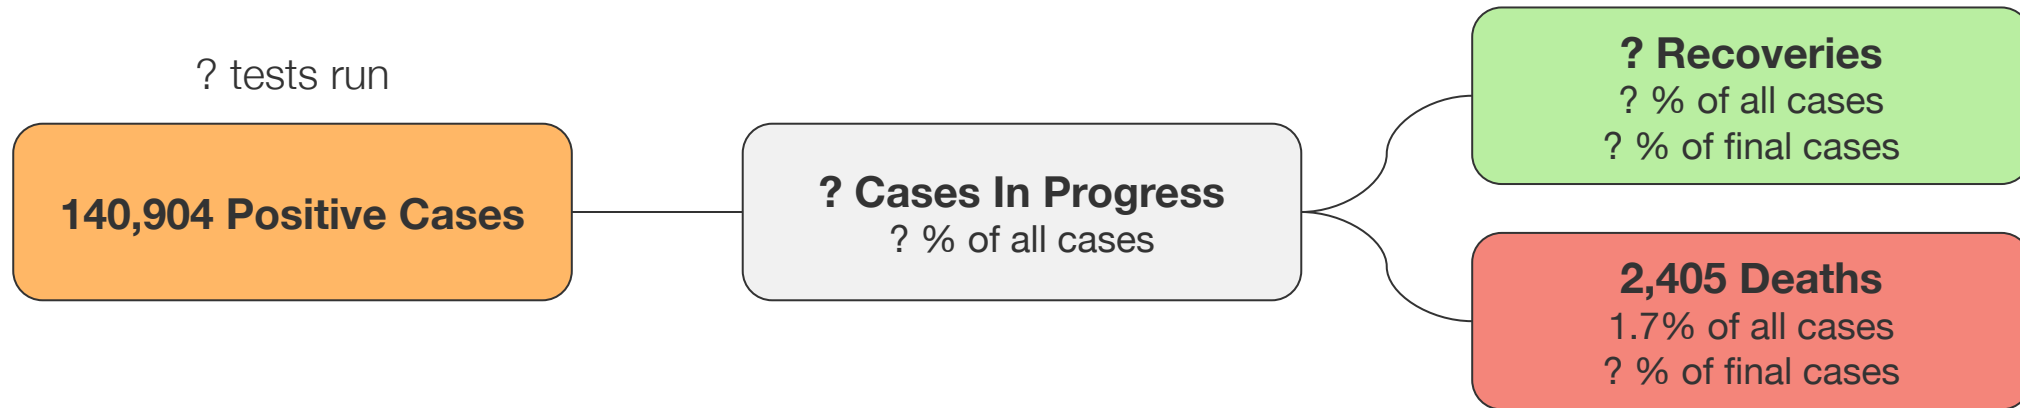 ? tests run
140,904 Positive Cases
? Cases In Progress
? % of all cases
? Recoveries
? % of all cases
? % of final cases
2,405 Deaths
1.7% of all cases
? % of final cases